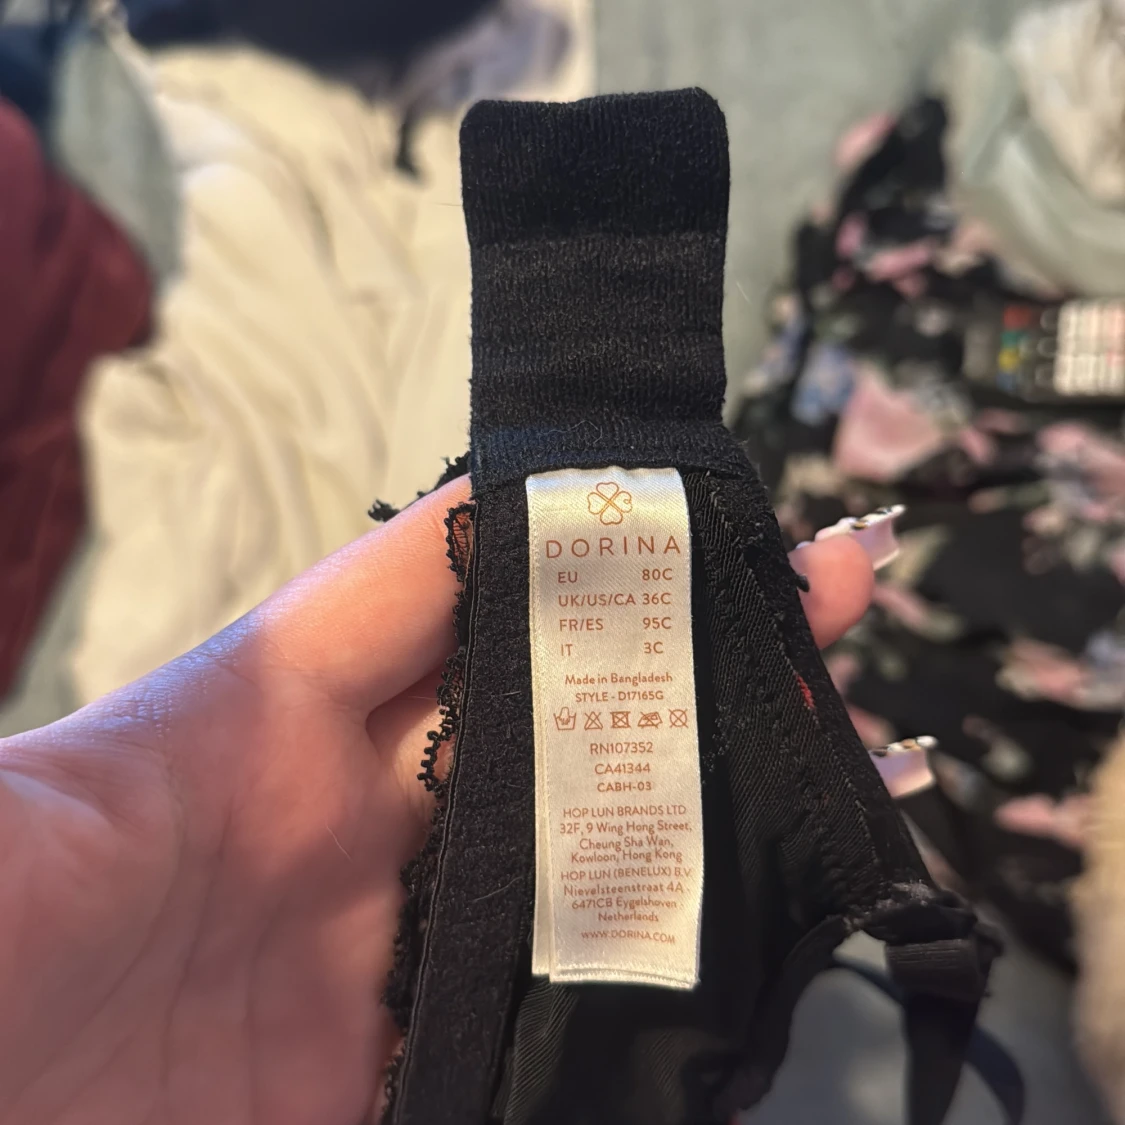 DORINA
EU 80C
UK/US/CA 36C
FR/ES 95C
IT 3C
Made in Bangladesh
STYLE - D17165G
RN107352
CA41344
CABH-03
HOP LUN BRANDS LTD
32F, 9 Wing Hong Street,
Cheung Sha Wan,
Kowloon, Hong Kong
HOP LUN (BENELUX) B.V
Nievelsteenstraat 4A
6471CB Eygelshoven
Netherlands
WWW.DORINA.COM